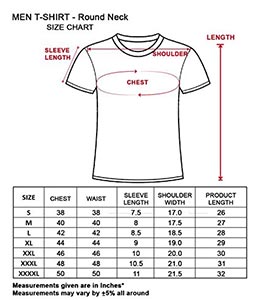 MEN T-SHIRT - Round Neck
SIZE CHART
SLEEVE
LENGTH
SHOULDER
LENGTH
CHEST
SIZE CHEST WAIST SLEEVE LENGTH SHOULDER WIDTH PRODUCT LENGTH
S 38 38 7.5 17.0 26
M 40 40 8 17.5 27
L 42 42 8.5 18.5 28
XL 44 44 9 19.0 29
XXL 46 46 10 20.0 30
XXXL 48 48 10.5 21.0 31
XXXXL 50 50 11 21.5 32
Measurements given are in Inches*
Measurements may vary by ±5% all around